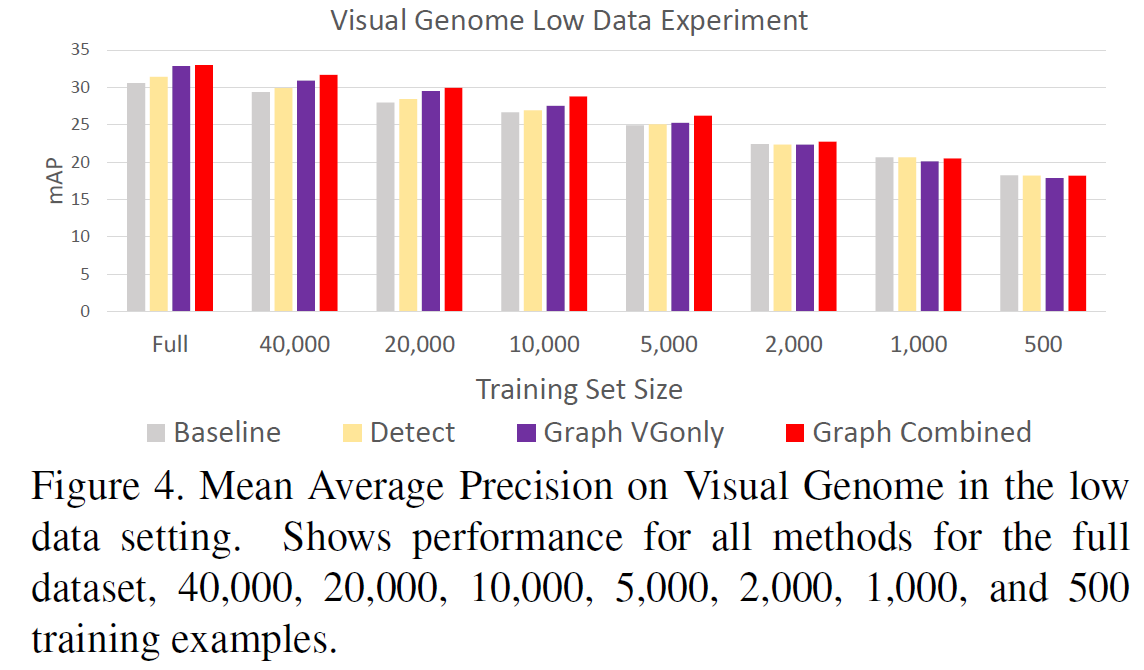 Visual Genome Low Data Experiment
35
30
25
20
15
10
5
0
mAP
Full 40,000 20,000 10,000 5,000 2,000 1,000 500
Training Set Size
Baseline Detect Graph VGonly Graph Combined
Figure 4. Mean Average Precision on Visual Genome in the low
data setting. Shows performance for all methods for the full
dataset, 40,000, 20,000, 10,000, 5,000, 2,000, 1,000, and 500
training examples.